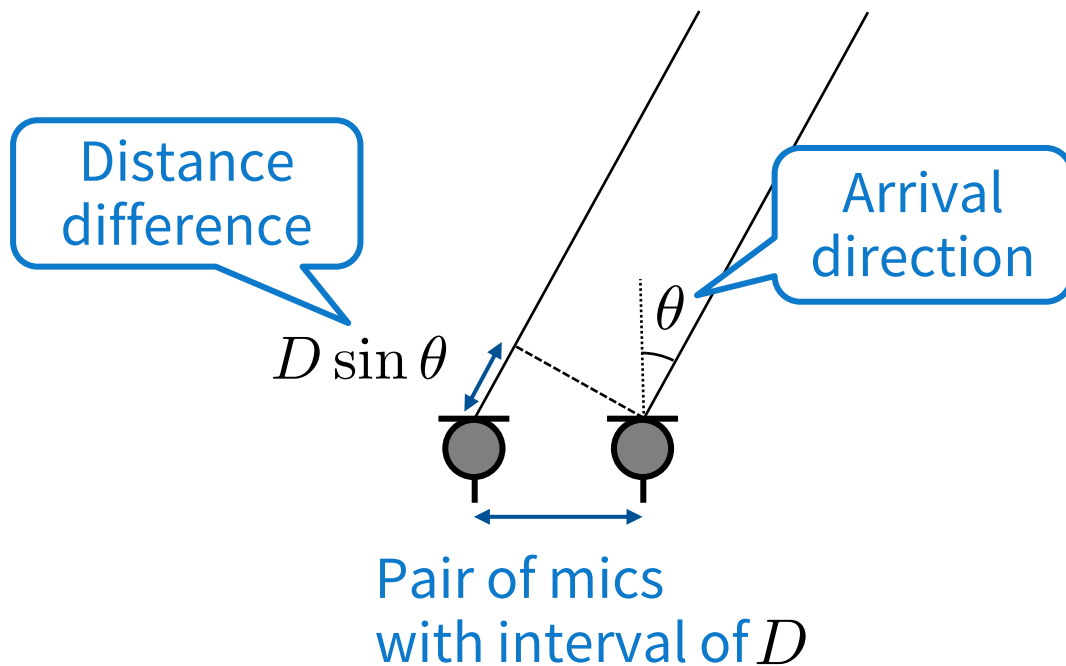 Distance
difference
Arrival
direction
θ
D sin θ
Pair of mics
with interval of D